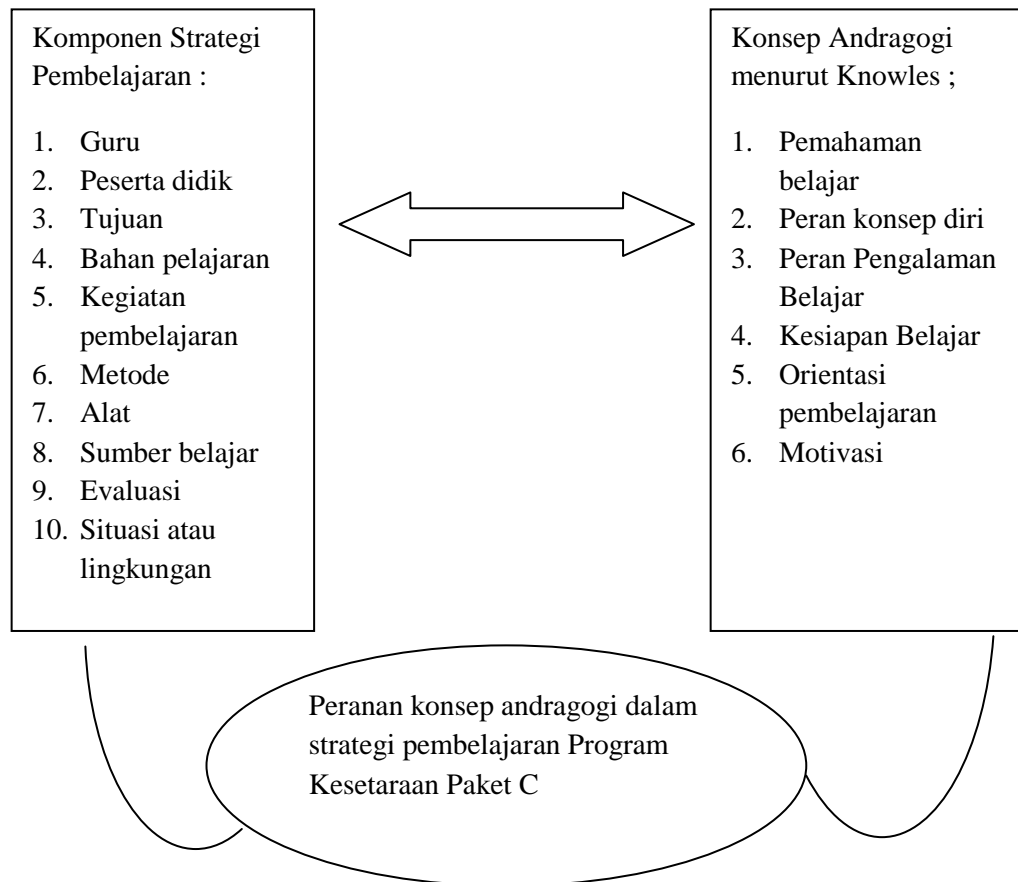 Komponen Strategi
Pembelajaran :
1. Guru
2. Peserta didik
3. Tujuan
4. Bahan pelajaran
5. Kegiatan
pembelajaran
6. Metode
7. Alat
8. Sumber belajar
9. Evaluasi
10. Situasi atau
lingkungan
Konsep Andragogi
menurut Knowles ;
1. Pemahaman
belajar
2. Peran konsep diri
3. Peran Pengalaman
Belajar
4. Kesiapan Belajar
5. Orientasi
pembelajaran
6. Motivasi
Peranan konsep andragogi dalam
strategi pembelajaran Program
Kesetaraan Paket C